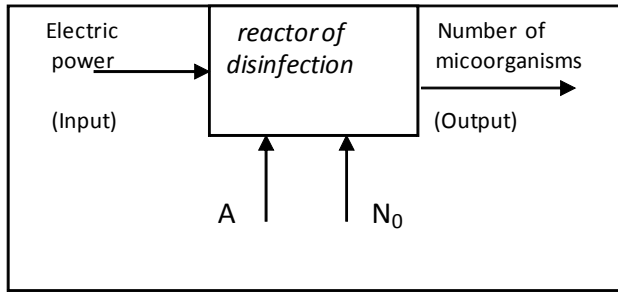 Electric
power
(Input)
reactor of
disinfection
Number of
micoorganisms
(Output)
A
N₀